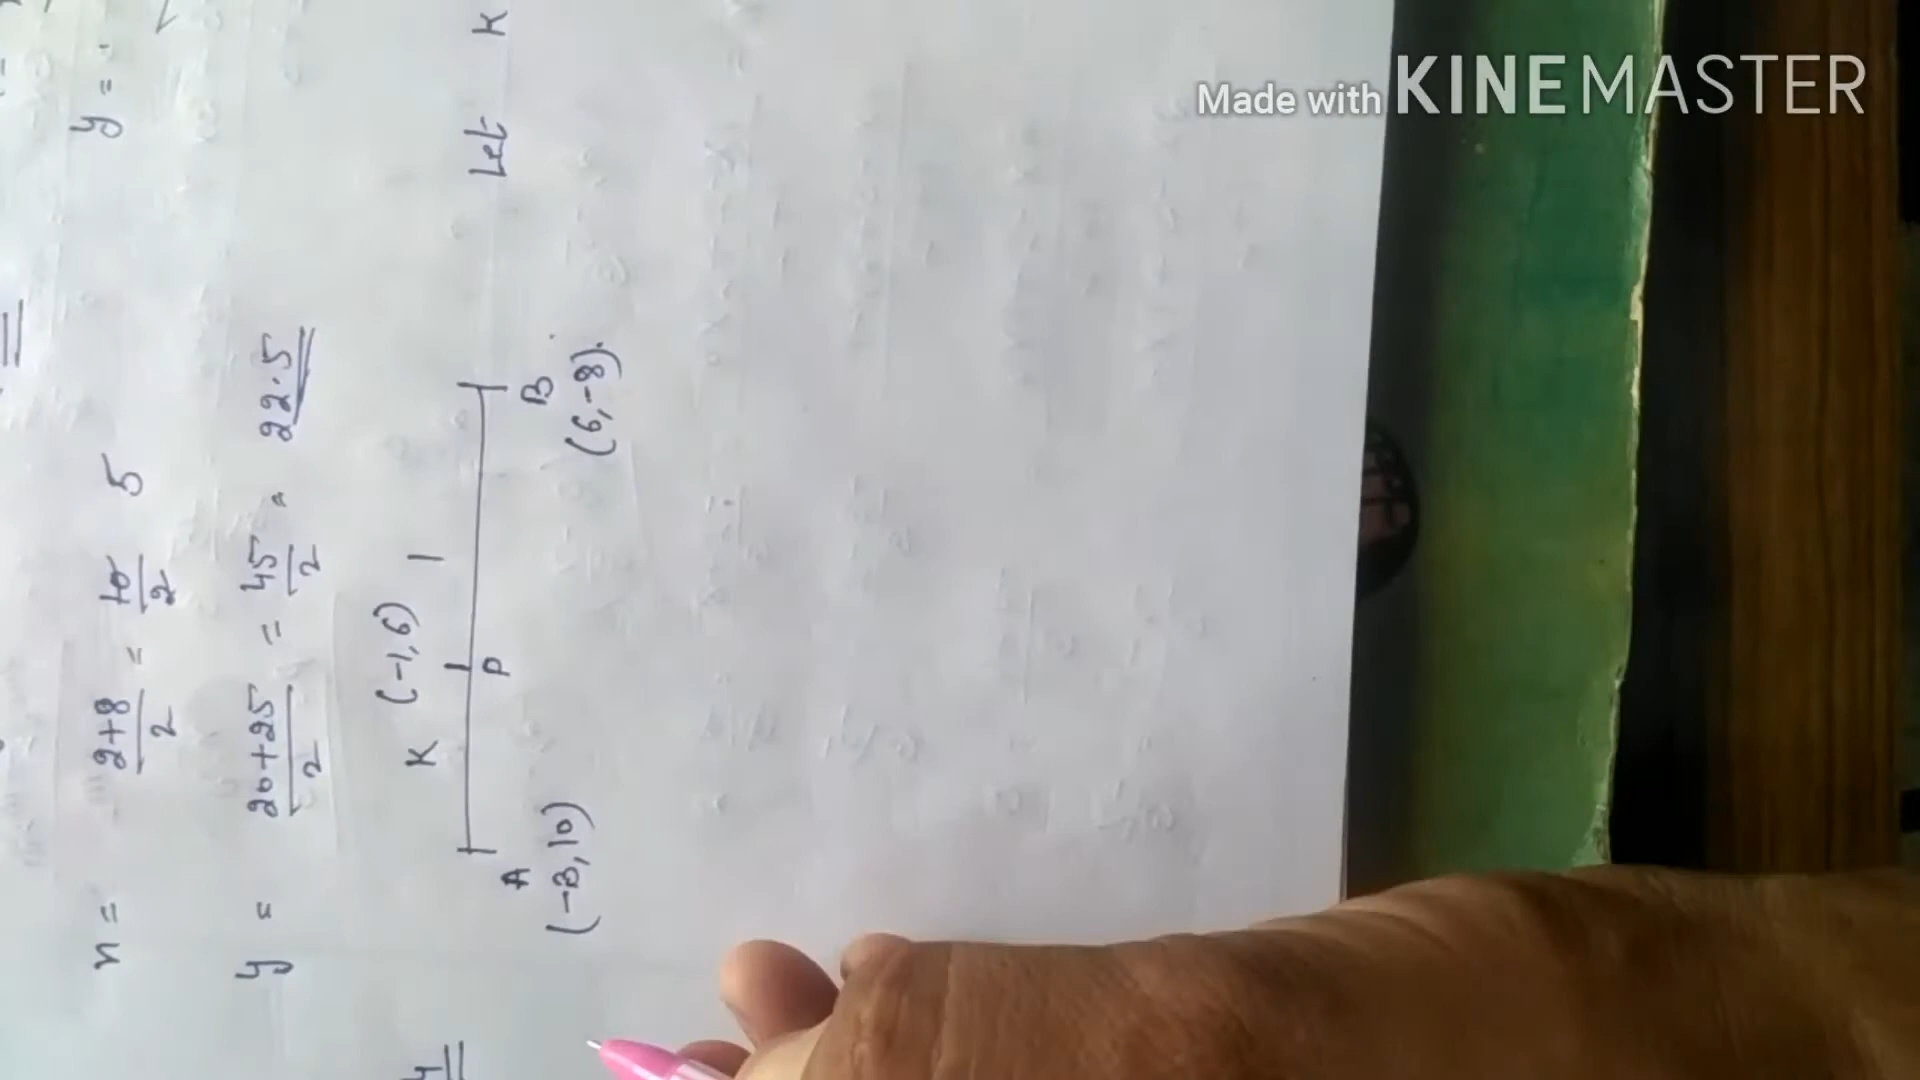 Made with KINEMASTER
y =
x = 2+8/2 = 10/2 5
y = 20+25/2 = 45/2 = 22.5
K (-1,6) 1
A P B
(-3,10) (6,-8).
Let K